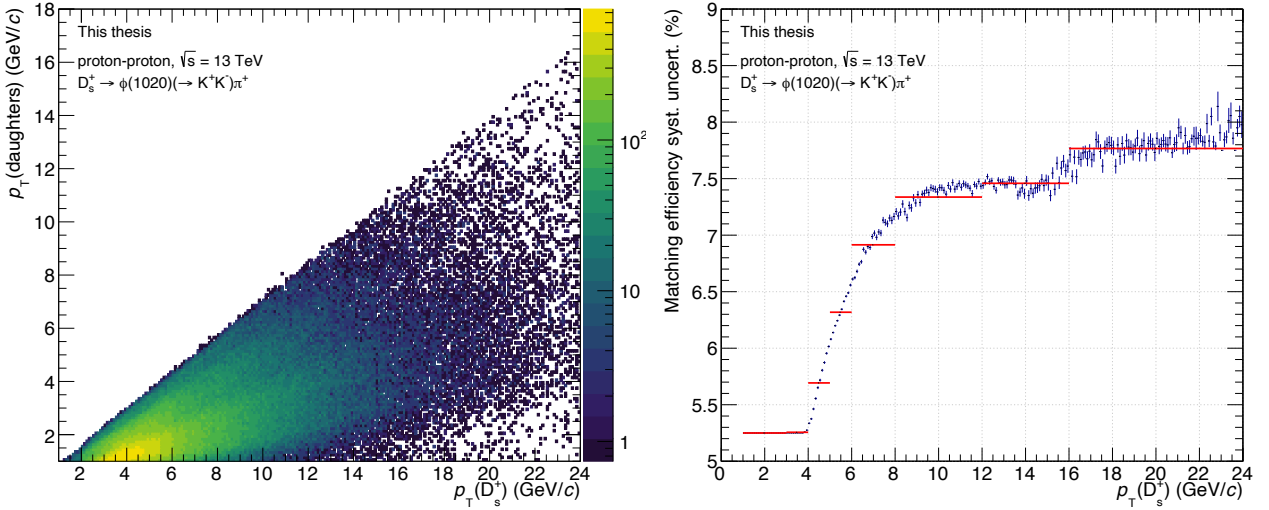 This thesis
proton-proton, √s = 13 TeV
D_s^+ → φ(1020)(→ K^+K^-)π^+
p_T(daughters) (GeV/c)
18
16
14
12
10
8
6
4
2
2 4 6 8 10 12 14 16 18 20 22 24
p_T(D_s^+) (GeV/c)
10^2
10
1
This thesis
proton-proton, √s = 13 TeV
D_s^+ → φ(1020)(→ K^+K^-)π^+
Matching efficiency syst. uncert. (%)
9
8.5
8
7.5
7
6.5
6
5.5
5
0 2 4 6 8 10 12 14 16 18 20 22 24
p_T(D_s^+) (GeV/c)